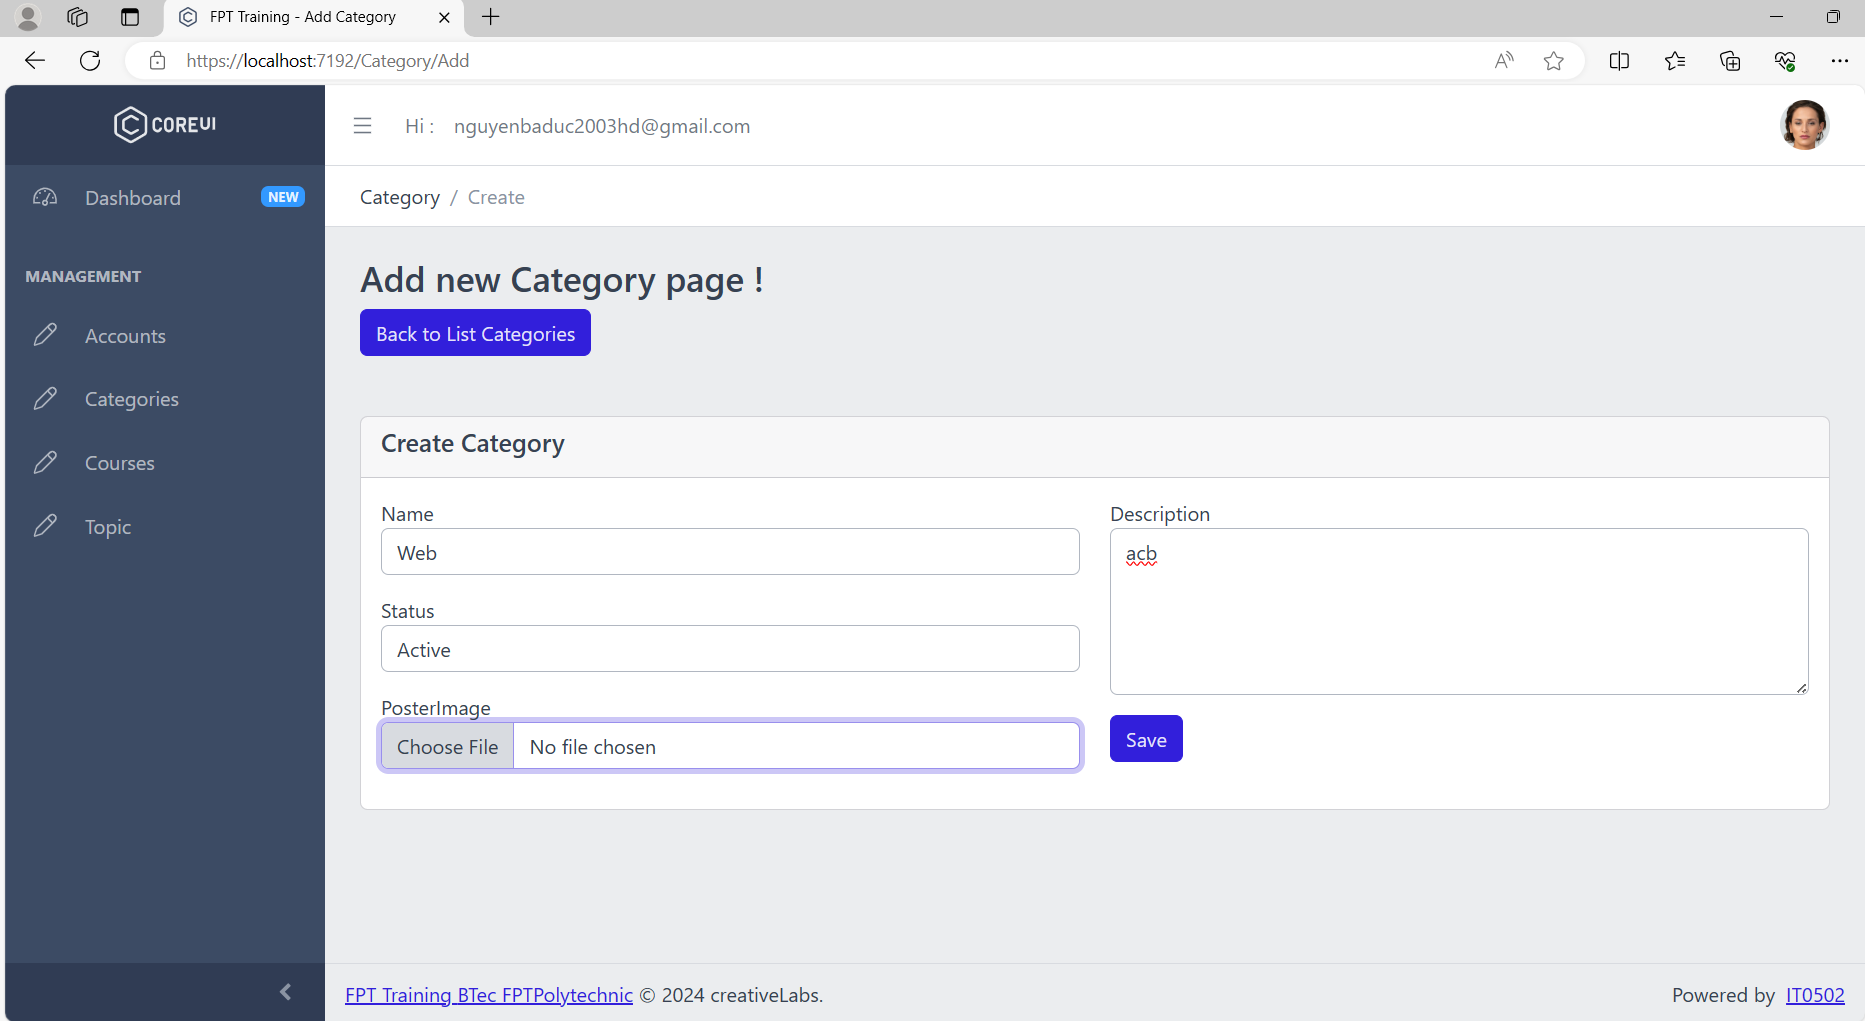 FPT Training - Add Category
https://localhost:7192/Category/Add
COREUI
Hi : nguyenbaduc2003hd@gmail.com
Dashboard NEW
Category / Create
MANAGEMENT
Accounts
Categories
Courses
Topic
Add new Category page !
Back to List Categories
Create Category
Name
Web
Status
Active
PosterImage
Choose File No file chosen
Description
acb
Save
FPT Training BTec FPTPolytechnic © 2024 creativeLabs.
Powered by IT0502